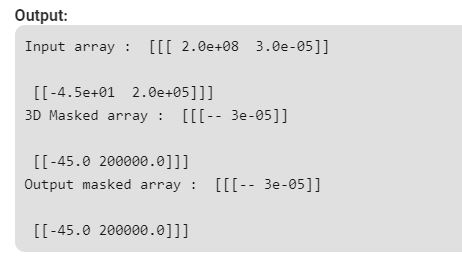 Output:
Input array :  [[[ 2.0e+08  3.0e-05]]
[[-4.5e+01  2.0e+05]]]
3D Masked array :  [[[-- 3e-05]]
[[-45.0 200000.0]]]
Output masked array :  [[[-- 3e-05]]
[[-45.0 200000.0]]]